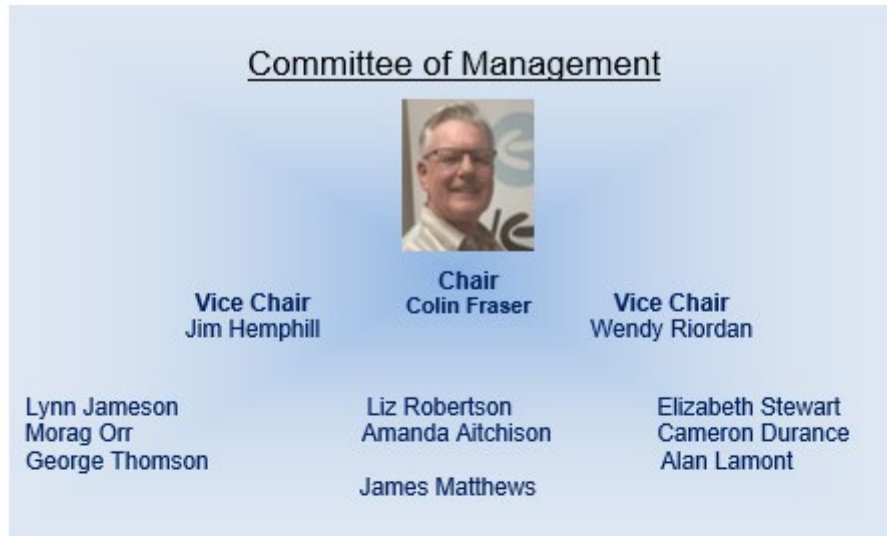 Committee of Management
Chair
Colin Fraser
Vice Chair
Jim Hemphill
Vice Chair
Wendy Riordan
Lynn Jameson
Morag Orr
George Thomson
Liz Robertson
Amanda Aitchison
James Matthews
Elizabeth Stewart
Cameron Durance
Alan Lamont